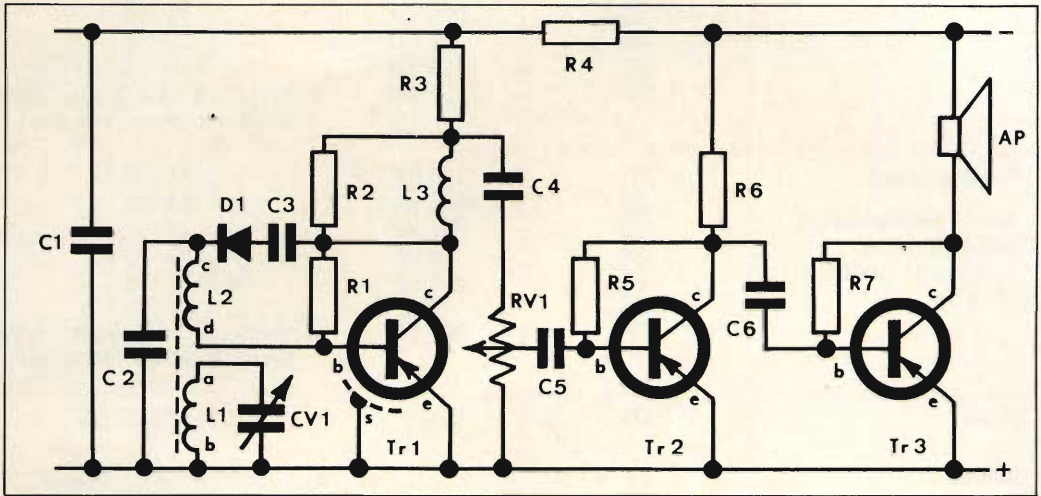 R4
-
R3
AP
R2
L3
C4
R6
D1
C3
C1
c
L2
d
R1
c
RV1
R5
c
C6
R7
c
C2
b
C5
b
b
a
L1
b
CV1
s
e
e
e
Tr1
Tr2
Tr3
+